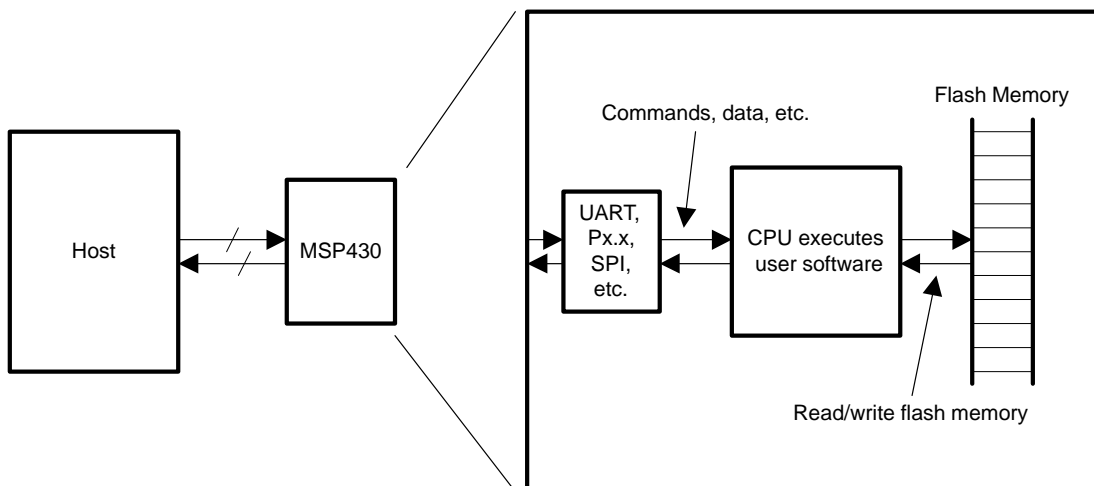 Flash Memory
Commands, data, etc.
Host
MSP430
UART,
Px.x,
SPI,
etc.
CPU executes
user software
Read/write flash memory